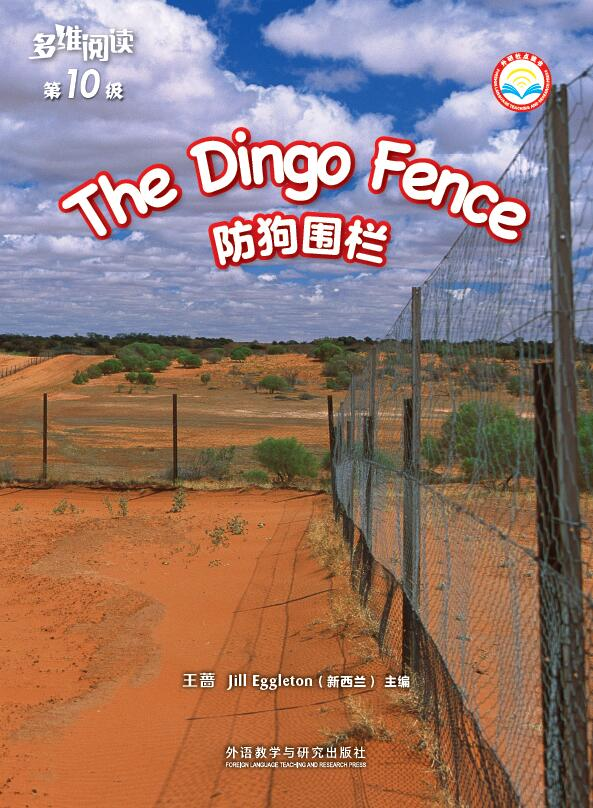 多维阅读
第10级
The Dingo Fence
防狗围栏
王蔷 Jill Eggleton（新西兰）主编
外语教学与研究出版社
FOREIGN LANGUAGE TEACHING AND RESEARCH PRESS